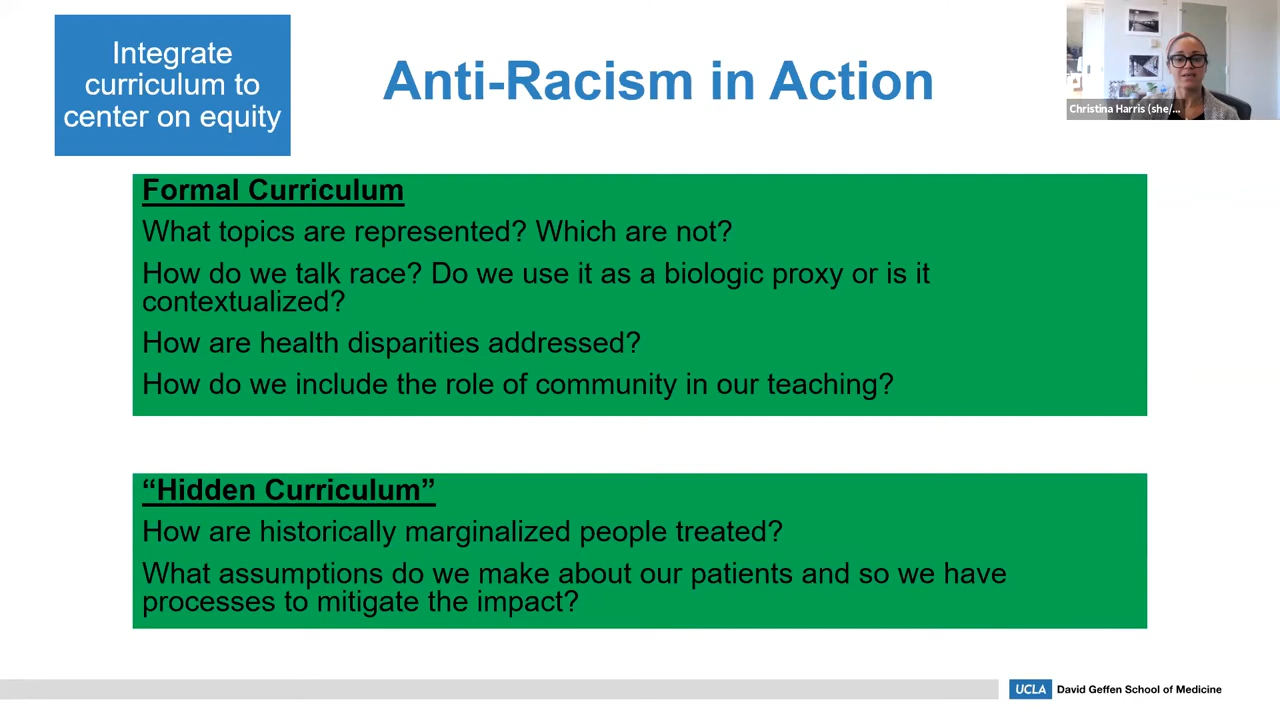 Integrate
curriculum to
center on equity
Anti-Racism in Action
Christina Harris (she/...
Formal Curriculum
What topics are represented? Which are not?
How do we talk race? Do we use it as a biologic proxy or is it
contextualized?
How are health disparities addressed?
How do we include the role of community in our teaching?
“Hidden Curriculum”
How are historically marginalized people treated?
What assumptions do we make about our patients and so we have
processes to mitigate the impact?
UCLA David Geffen School of Medicine